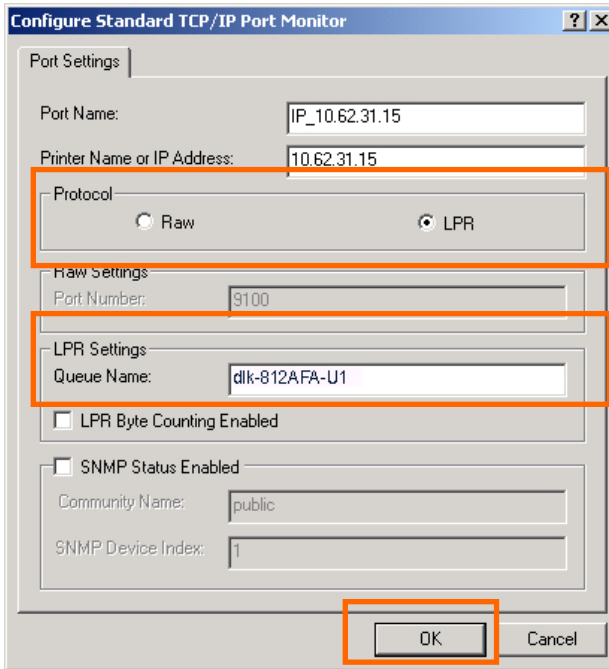 Configure Standard TCP/IP Port Monitor
Port Settings
Port Name: IP_10.62.31.15
Printer Name or IP Address: 10.62.31.15
Protocol
Raw LPR
Raw Settings
Port Number: 9100
LPR Settings
Queue Name: dlk-812AFA-U1
LPR Byte Counting Enabled
SNMP Status Enabled
Community Name: public
SNMP Device Index: 1
OK Cancel